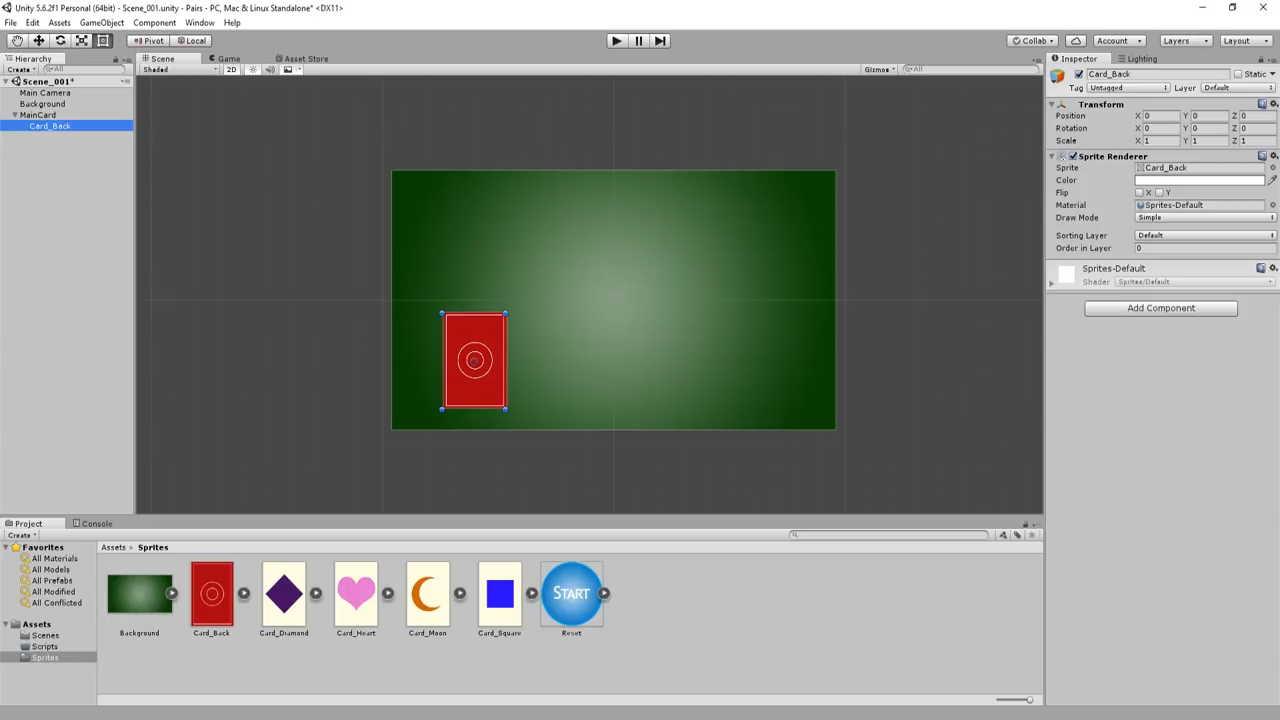 Unity 5.6.2f1 Personal (64bit) - Scene_001.unity - Pairs - PC, Mac & Linux Standalone* <DX11>
File Edit Assets GameObject Component Window Help
Pivot Local Collab Account Layers Layout
Hierarchy
Create All
Scene_001*
Main Camera
Background
MainCard
Card_Back
Scene Game Asset Store
Shaded 2D Gizmos All
Inspector Lighting
Card_Back Static
Tag Untagged Layer Default
Transform
Position X 0 Y 0 Z 0
Rotation X 0 Y 0 Z 0
Scale X 1 Y 1 Z 1
Sprite Renderer
Sprite Card_Back
Color
Flip X Y
Material Sprites-Default
Draw Mode Simple
Sorting Layer Default
Order in Layer 0
Sprites-Default
Shader Sprites/Default
Add Component
Project Console
Create
Favorites
All Materials
All Models
All Prefabs
All Modified
All Conflicted
Assets
Scenes
Scripts
Sprites
Assets Sprites
START
Background Card_Back Card_Diamond Card_Heart Card_Moon Card_Square Reset